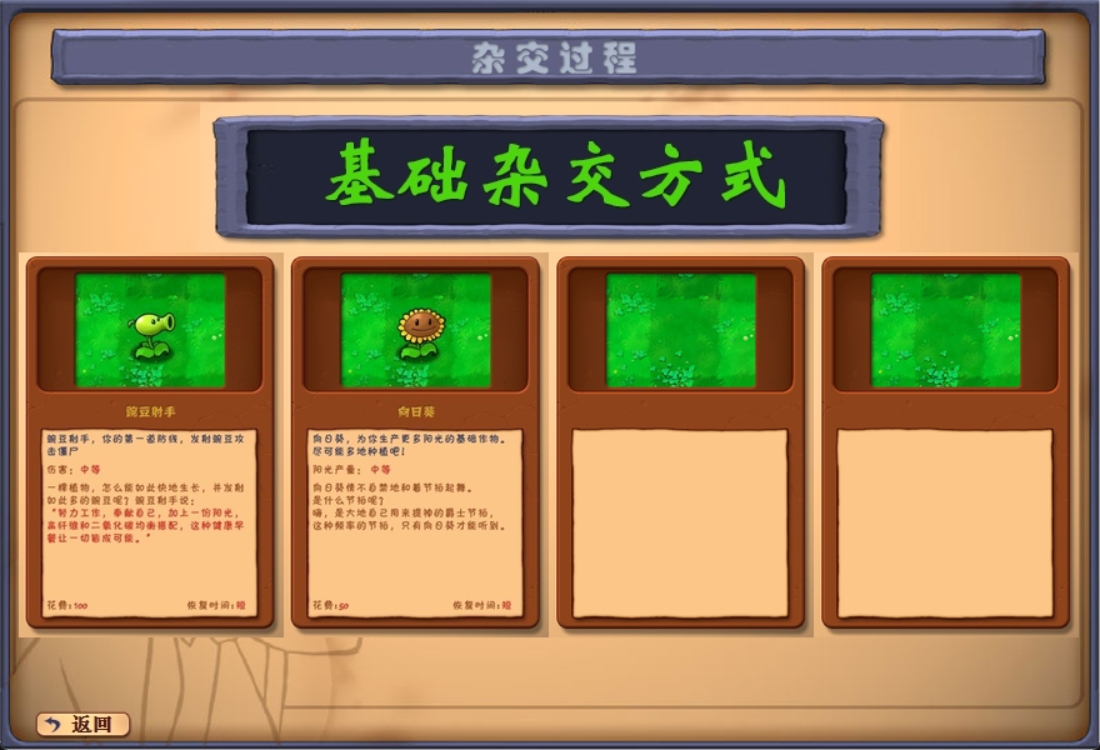 杂交过程
基础杂交方式
豌豆射手
豌豆射手，你的第一道防线，发射豌豆攻
击僵尸
伤害：中等
一棵植物，怎么能如此快地生长，并发射
如此多的豌豆呢？豌豆射手说：
“努力工作，奉献自己，加上一份阳光，
高纤维和二氧化碳均衡搭配，这种健康早
餐让一切皆成可能。”
花费：100
恢复时间：短
向日葵
向日葵，为你生产更多阳光的基础作物。
尽可能多地种植吧！
阳光产量：中等
向日葵情不自禁地和着节拍起舞。
是什么节拍呢？
嗨，是大地自己用来提神的爵士节拍，
这种频率的节拍，只有向日葵才能听到。
花费：50
恢复时间：短
返回